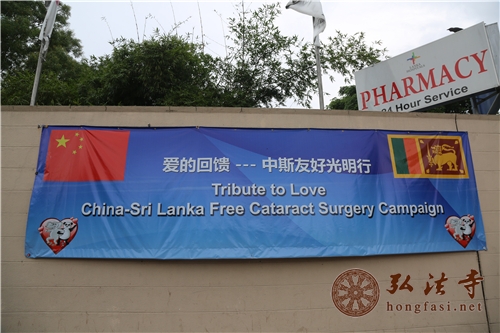 PHARMACY
24 Hour Service
爱的回馈 --- 中斯友好光明行
Tribute to Love
China-Sri Lanka Free Cataract Surgery Campaign
弘法寺
hongfasi.net